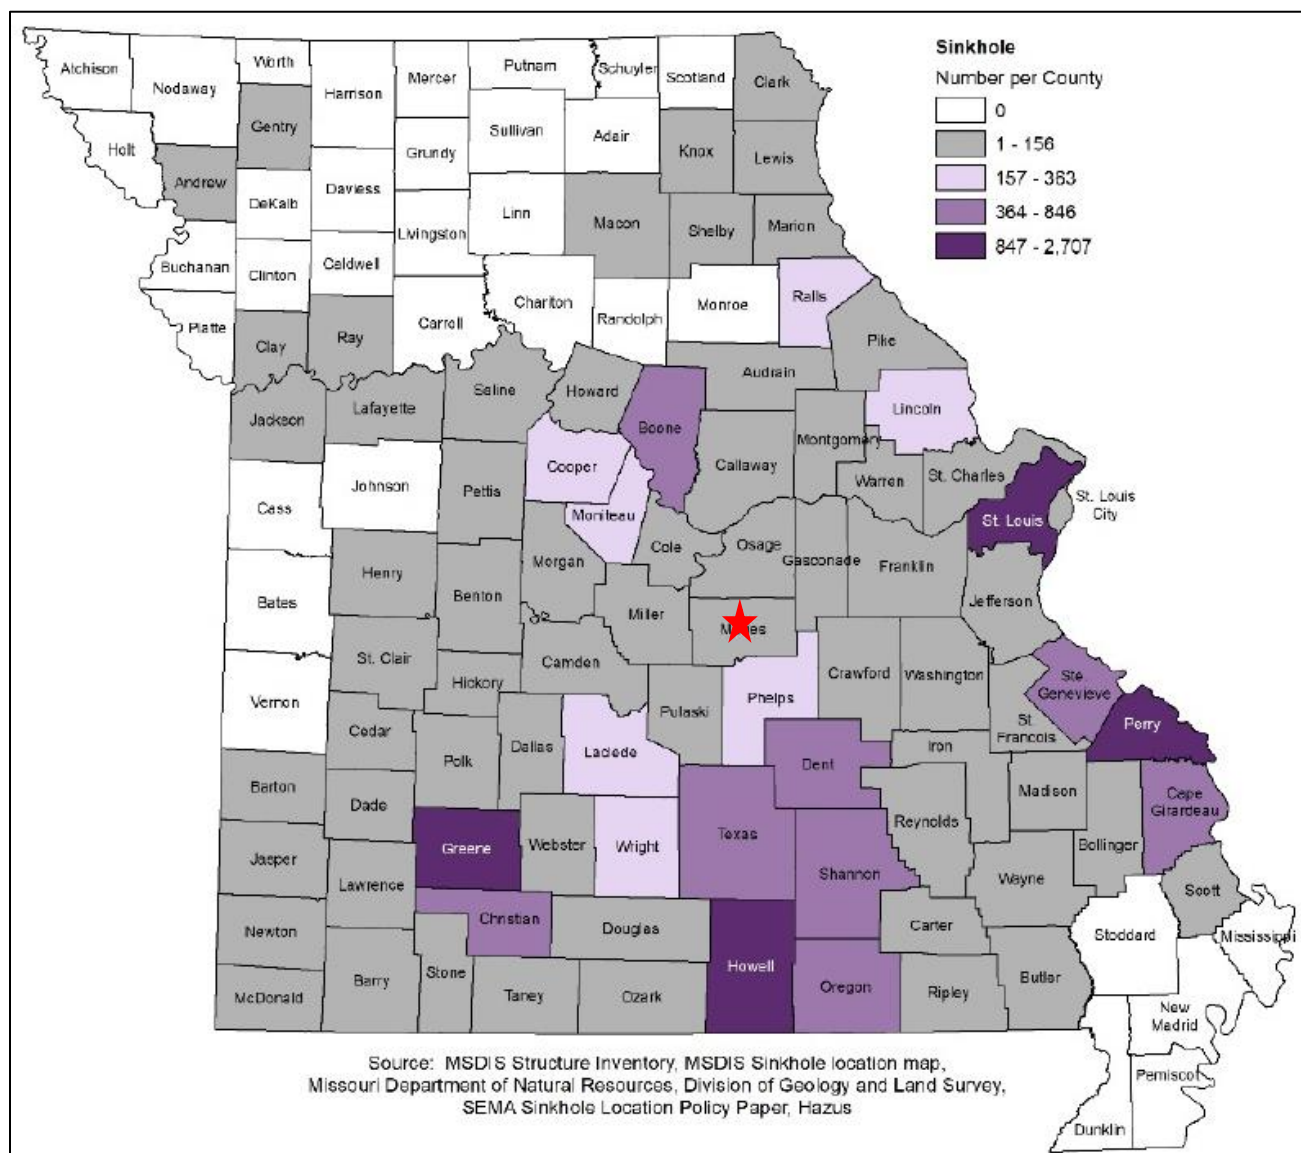 Sinkhole
Number per County
0
1 - 156
157 - 363
364 - 846
847 - 2,707
Atchison
Nodaway
Worth
Harrison
Mercer
Putnam
Schuyler
Scotland
Clark
Gentry
Sullivan
Adair
Knox
Lewis
Holt
Andrew
Grundy
Daviess
DeKalb
Linn
Macon
Shelby
Marion
Livingston
Buchanan
Clinton
Caldwell
Chariton
Randolph
Monroe
Ralls
Platte
Clay
Ray
Carroll
Pike
Audrain
Saline
Howard
Boone
Lincoln
Jackson
Lafayette
Callaway
Montgomery
Cooper
Warren
St. Charles
Johnson
Pettis
Cass
Moniteau
St. Louis
St. Louis
City
Cole
Osage
Gasconade
Franklin
Morgan
Henry
Benton
Bates
Miller
Jefferson
St. Clair
Camden
Hickory
Crawford
Washington
Ste
Genevieve
Vernon
Phelps
Pulaski
St
Francois
Perry
Cedar
Dallas
Laclede
Iron
Polk
Dent
Barton
Dade
Madison
Cape
Girardeau
Texas
Reynolds
Greene
Webster
Wright
Bollinger
Jasper
Shannon
Lawrence
Wayne
Scott
Christian
Douglas
Carter
Newton
Stoddard
Mississippi
Howell
Stone
Barry
McDonald
Taney
Ozark
Oregon
Ripley
Butler
New
Madrid
Pemiscot
Dunklin
Source: MSDIS Structure Inventory, MSDIS Sinkhole location map,
Missouri Department of Natural Resources, Division of Geology and Land Survey,
SEMA Sinkhole Location Policy Paper, Hazus